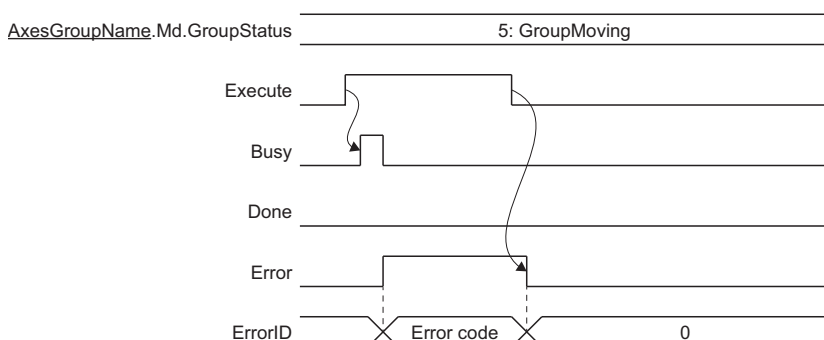 AxesGroupName.Md.GroupStatus 5: GroupMoving
Execute
Busy
Done
Error
ErrorID Error code 0